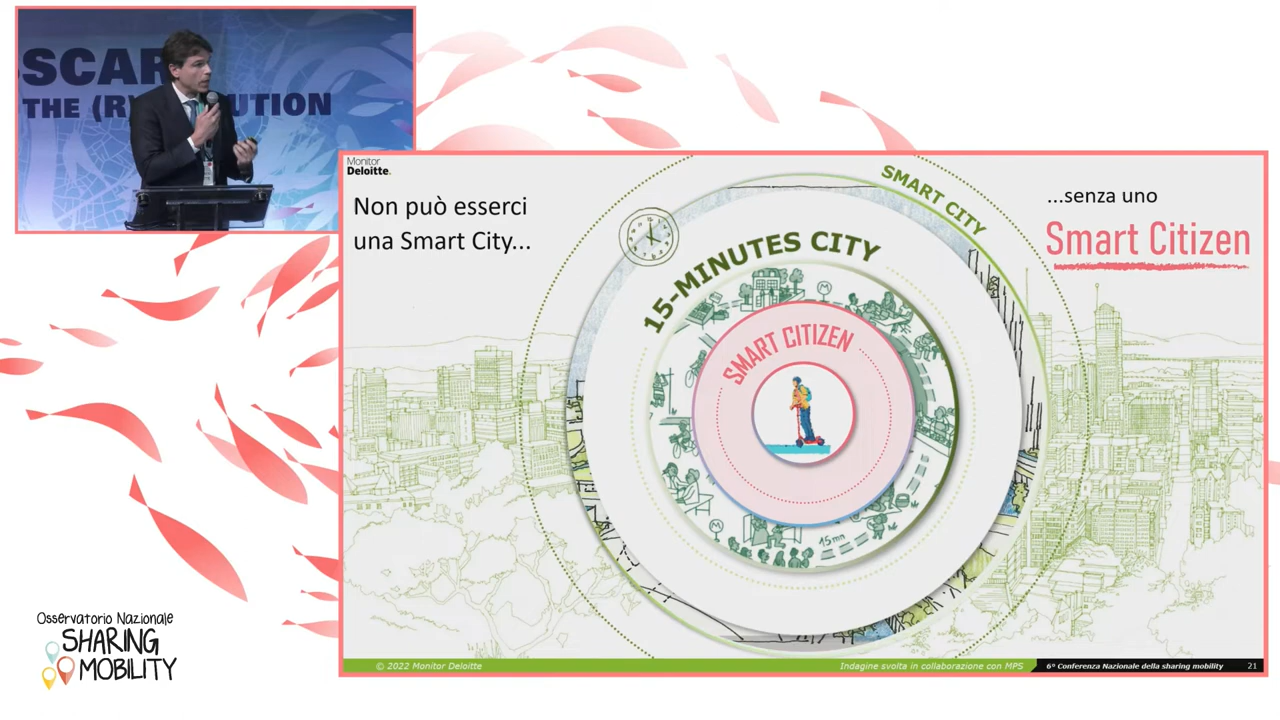 SCAR
THE (R)
UTION
Monitor
Deloitte.
Non può esserci
una Smart City...
...senza uno
Smart Citizen
SMART CITY
15-MINUTES CITY
SMART CITIZEN
M
M
15mn
Osservatorio Nazionale
SHARING
MOBILITY
© 2022 Monitor Deloitte
Indagine svolta in collaborazione con MPS
6° Conferenza Nazionale della sharing mobility
21